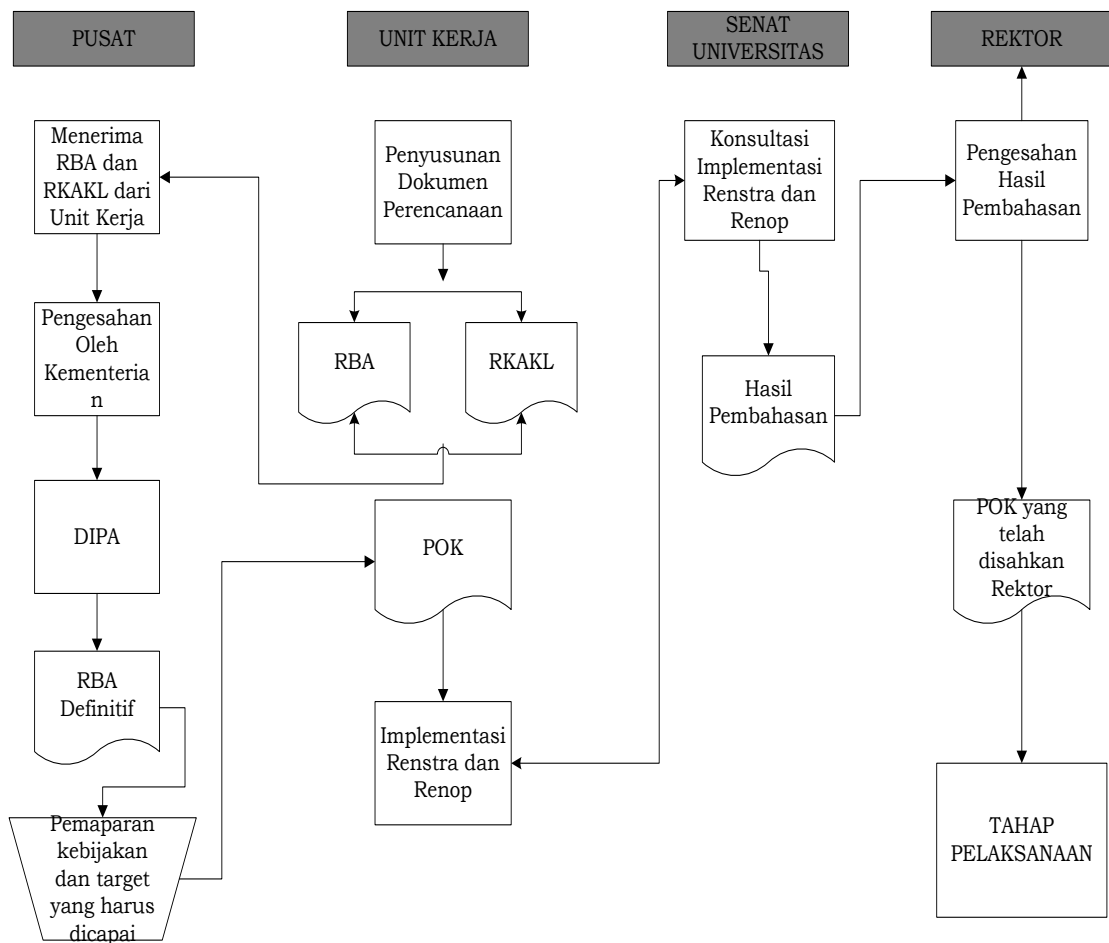 PUSAT
UNIT KERJA
SENAT
UNIVERSITAS
REKTOR
Menerima
RBA dan
RKAKL dari
Unit Kerja
Penyusunan
Dokumen
Perencanaan
Konsultasi
Implementasi
Renstra dan
Renop
Pengesahan
Hasil
Pembahasan
Pengesahan
Oleh
Kementeria
n
RBA
RKAKL
Hasil
Pembahasan
DIPA
POK
POK yang
telah
disahkan
Rektor
RBA
Definitif
Implementasi
Renstra dan
Renop
TAHAP
PELAKSANAAN
Pemaparan
kebijakan
dan target
yang harus
dicapai